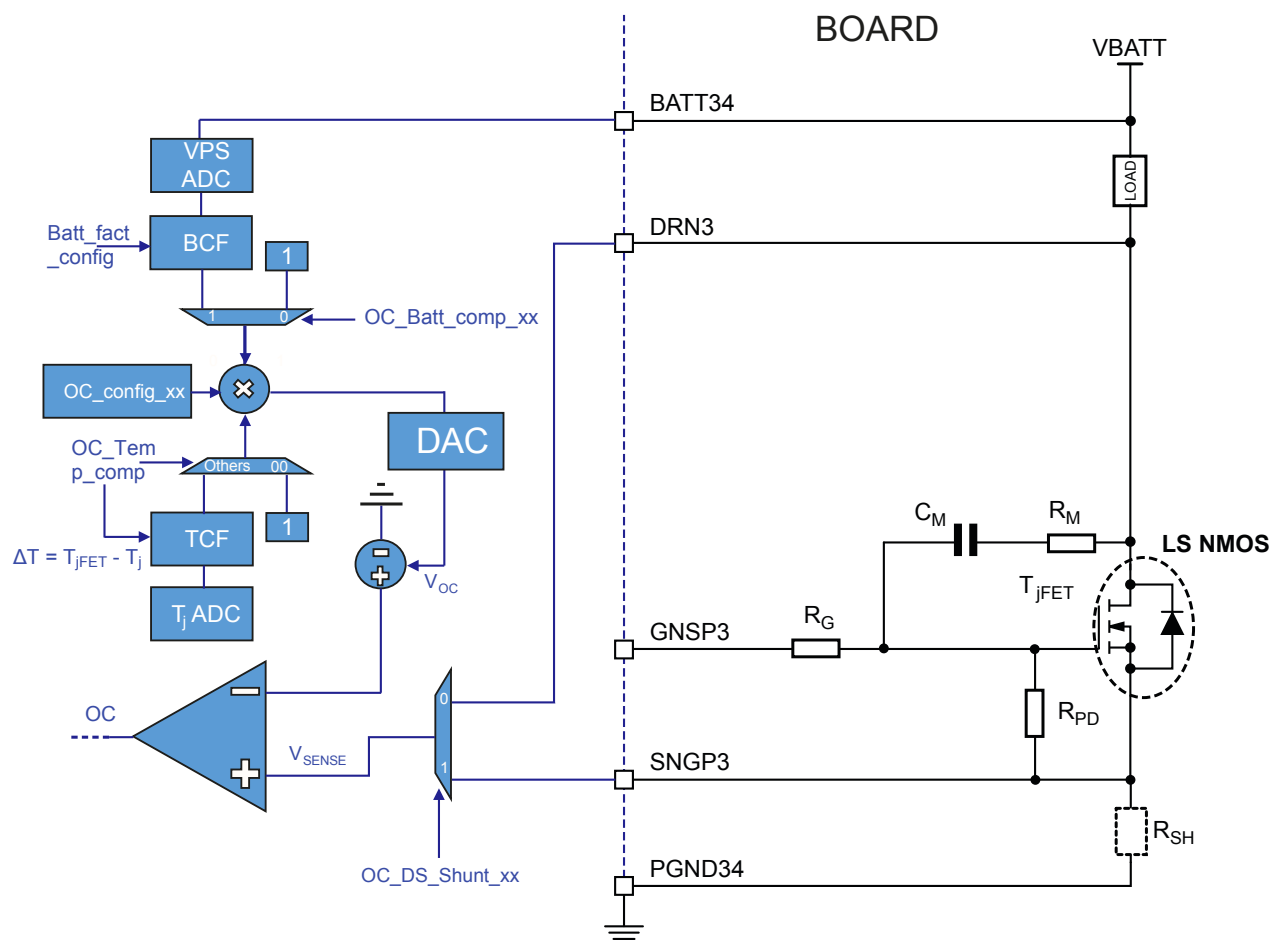 BOARD
VBATT
BATT34
VPS
ADC
LOAD
Batt_fact
_config
BCF
1
DRN3
1 0
OC_Batt_comp_xx
OC_config_xx
DAC
OC_Tem
p_comp
Others 00
1
TCF
ΔT = TjFET - Tj
VOC
Tj ADC
CM
RM
LS NMOS
TjFET
RG
GNSP3
RPD
OC
0
VSENSE
1
SNGP3
RSH
OC_DS_Shunt_xx
PGND34